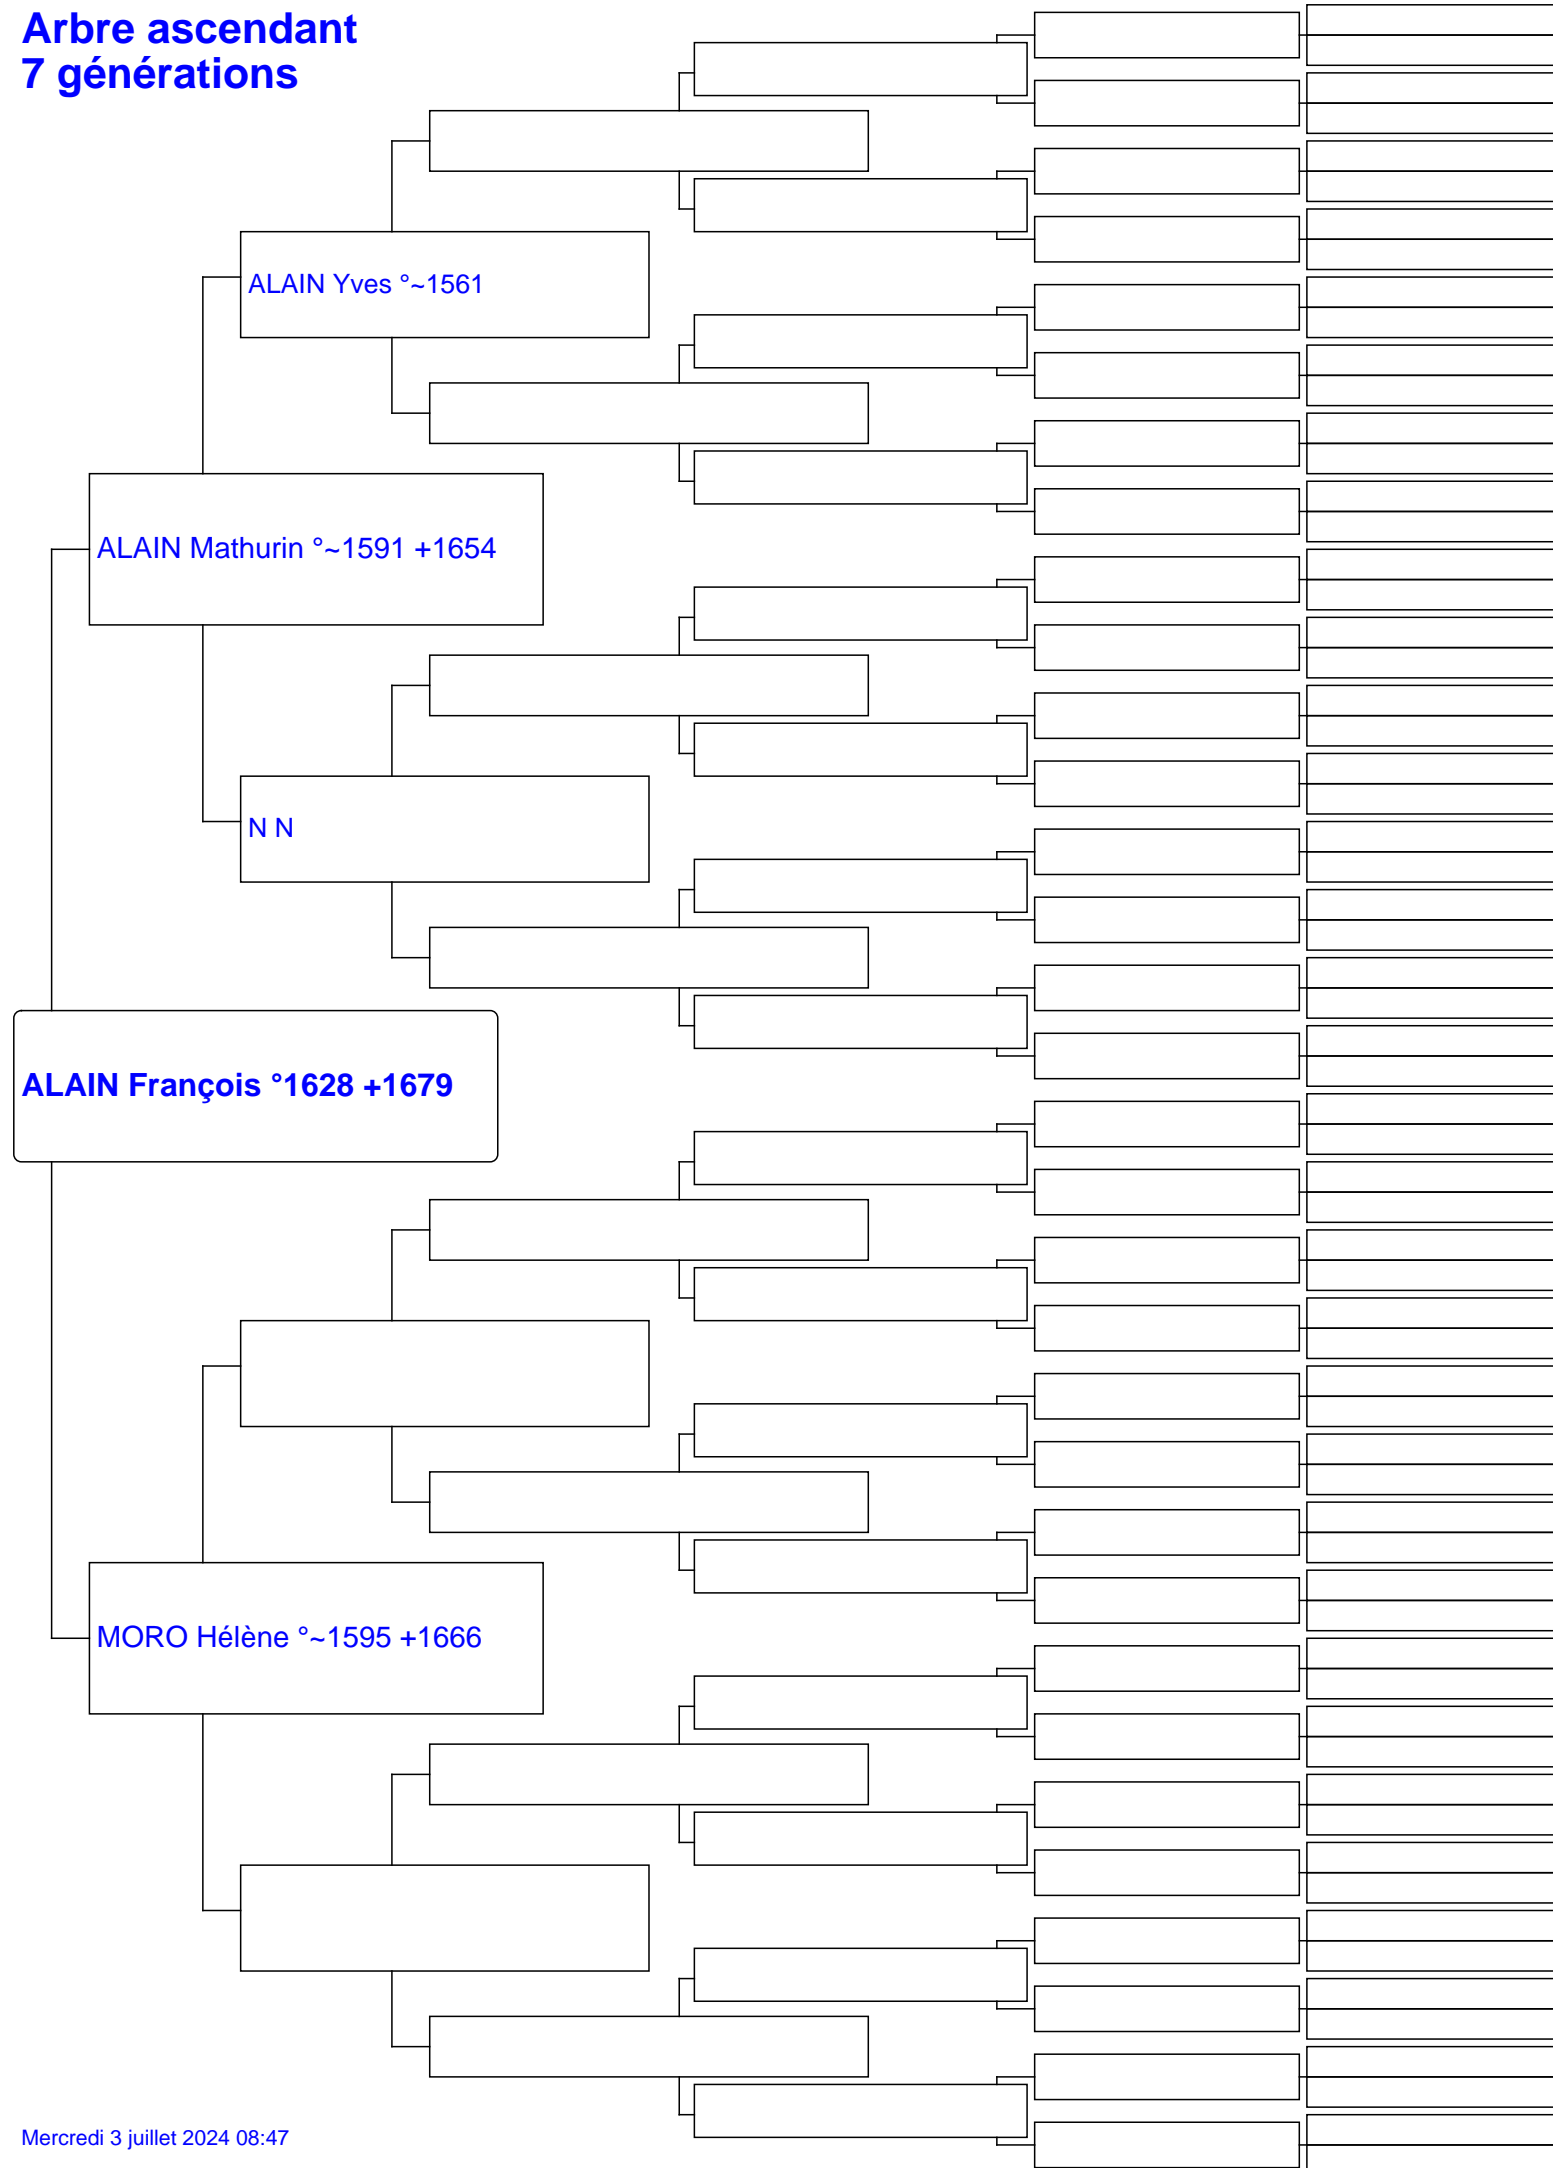 Arbre ascendant
7 générations
ALAIN Yves °~1561
ALAIN Mathurin °~1591 +1654
N N
ALAIN François °1628 +1679
MORO Hélène °~1595 +1666
Mercredi 3 juillet 2024 08:47